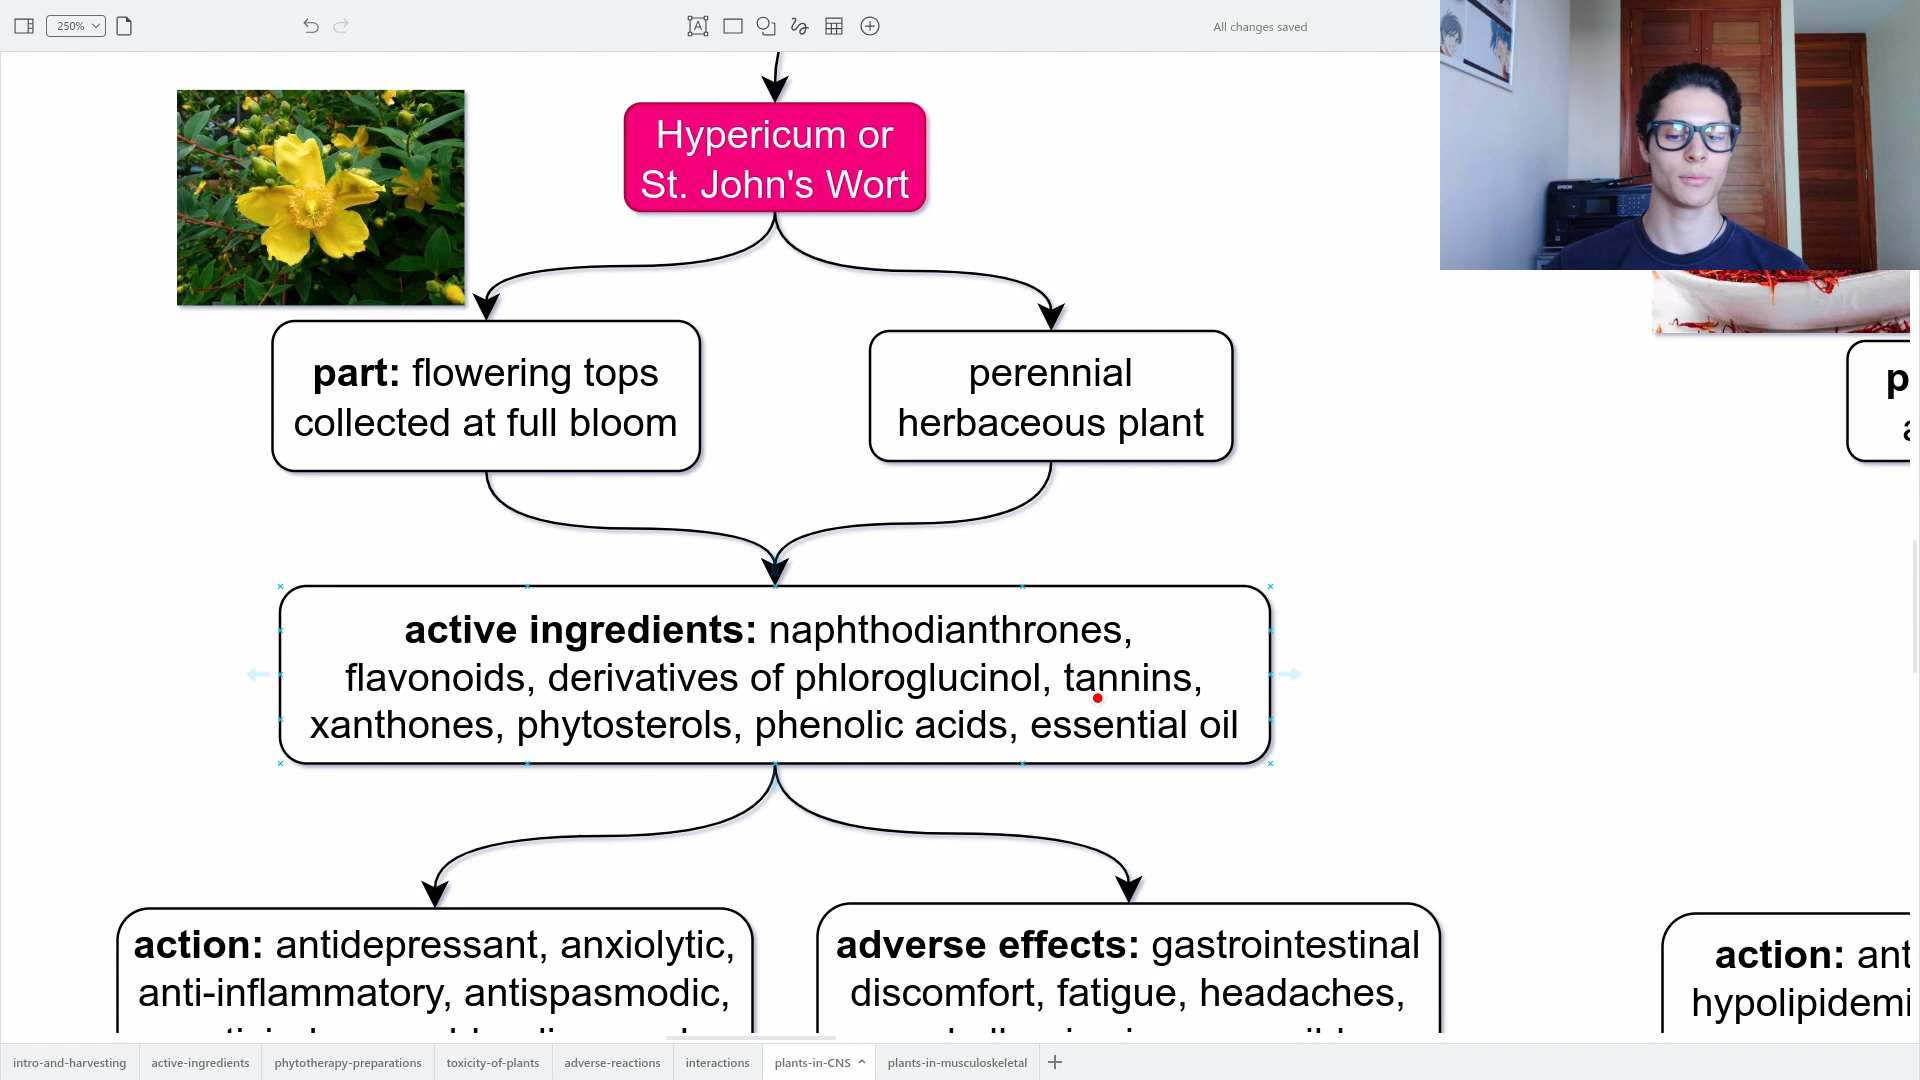 250%
All changes saved
EPSON
Hypericum or
St. John's Wort
part: flowering tops
collected at full bloom
perennial
herbaceous plant
active ingredients: naphthodianthrones,
flavonoids, derivatives of phloroglucinol, tannins,
xanthones, phytosterols, phenolic acids, essential oil
action: antidepressant, anxiolytic,
anti-inflammatory, antispasmodic,
adverse effects: gastrointestinal
discomfort, fatigue, headaches,
action: ant
hypolipidemi
intro-and-harvesting
active-ingredients
phytotherapy-preparations
toxicity-of-plants
adverse-reactions
interactions
plants-in-CNS
plants-in-musculoskeletal